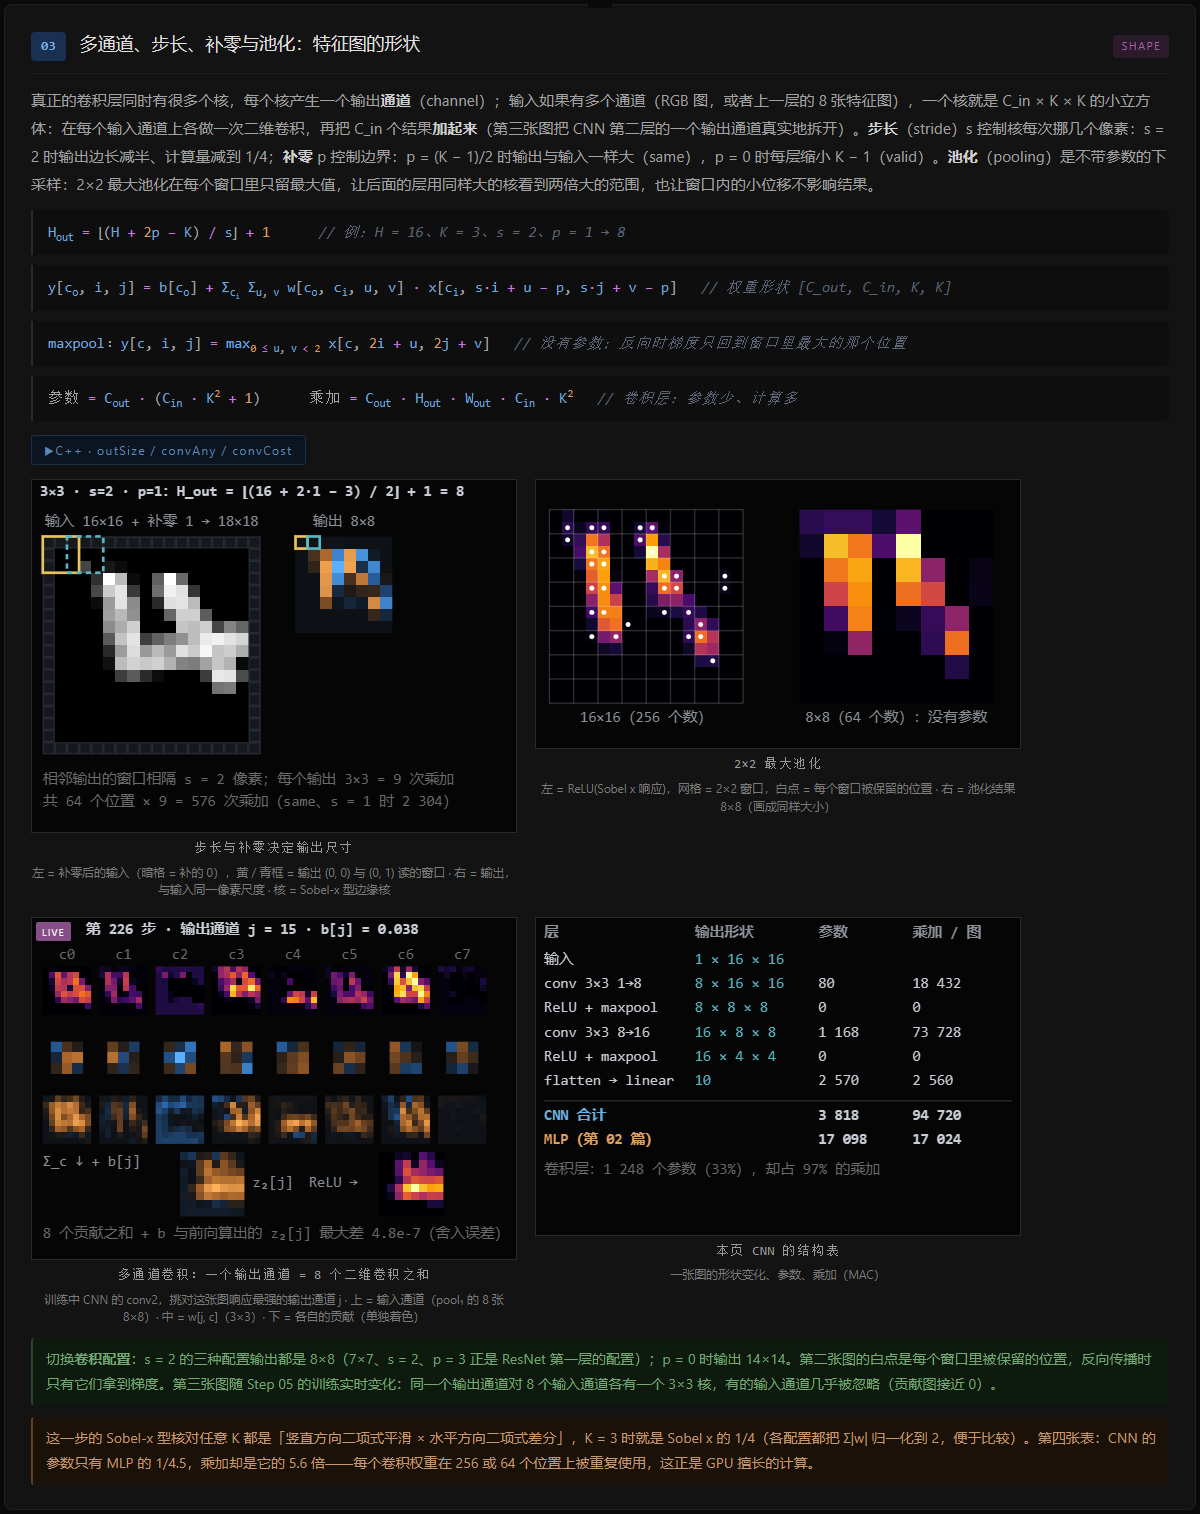 03 多通道、步长、补零与池化：特征图的形状 SHAPE
真正的卷积层同时有很多个核，每个核产生一个输出通道（channel）；输入如果有多个通道（RGB 图，或者上一层的 8 张特征图），一个核就是 C_in × K × K 的小立方
体：在每个输入通道上各做一次二维卷积，再把 C_in 个结果加起来（第三张图把 CNN 第二层的一个输出通道真实地拆开）。步长（stride）s 控制核每次挪几个像素：s =
2 时输出边长减半、计算量减到 1/4；补零 p 控制边界：p = (K − 1)/2 时输出与输入一样大（same），p = 0 时每层缩小 K − 1（valid）。池化（pooling）是不带参数的下
采样：2×2 最大池化在每个窗口里只留最大值，让后面的层用同样大的核看到两倍大的范围，也让窗口内的小位移不影响结果。
H_out = ⌊(H + 2p − K) / s⌋ + 1 // 例：H = 16、K = 3、s = 2、p = 1 → 8
y[c_o, i, j] = b[c_o] + Σ_c_i Σ_u, v w[c_o, c_i, u, v] · x[c_i, s·i + u − p, s·j + v − p] // 权重形状 [C_out, C_in, K, K]
maxpool：y[c, i, j] = max_0 ≤ u, v < 2 x[c, 2i + u, 2j + v] // 没有参数；反向时梯度只回到窗口里最大的那个位置
参数 = C_out · (C_in · K² + 1) 乘加 = C_out · H_out · W_out · C_in · K² // 卷积层：参数少、计算多
▶C++ · outSize / convAny / convCost
3×3 · s=2 · p=1: H_out = ⌊(16 + 2·1 − 3) / 2⌋ + 1 = 8
输入 16×16 + 补零 1 → 18×18 输出 8×8
相邻输出的窗口相隔 s = 2 像素；每个输出 3×3 = 9 次乘加
共 64 个位置 × 9 = 576 次乘加 (same、s = 1 时 2 304)
步长与补零决定输出尺寸
左 = 补零后的输入（暗格 = 补的 0），黄 / 青框 = 输出 (0, 0) 与 (0, 1) 读的窗口 · 右 = 输出，
与输入同一像素尺度 · 核 = Sobel-x 型边缘核
16×16 (256 个数) 8×8 (64 个数) : 没有参数
2×2 最大池化
左 = ReLU(Sobel x 响应)，网格 = 2×2 窗口，白点 = 每个窗口被保留的位置 · 右 = 池化结果
8×8（画成同样大小）
LIVE 第 226 步 · 输出通道 j = 15 · b[j] = 0.038
c0 c1 c2 c3 c4 c5 c6 c7
Σ_c ↓ + b[j] z₂[j] ReLU →
8 个贡献之和 + b 与前向算出的 z₂[j] 最大差 4.8e-7 (舍入误差)
多通道卷积：一个输出通道 = 8 个二维卷积之和
训练中 CNN 的 conv2，挑对这张图响应最强的输出通道 j · 上 = 输入通道（pool₁ 的 8 张
8×8）· 中 = w[j, c]（3×3）· 下 = 各自的贡献（单独着色）
层 输出形状 参数 乘加 / 图
输入 1 × 16 × 16
conv 3×3 1→8 8 × 16 × 16 80 18 432
ReLU + maxpool 8 × 8 × 8 0 0
conv 3×3 8→16 16 × 8 × 8 1 168 73 728
ReLU + maxpool 16 × 4 × 4 0 0
flatten → linear 10 2 570 2 560
CNN 合计 3 818 94 720
MLP (第 02 篇) 17 098 17 024
卷积层：1 248 个参数 (33%) ，却占 97% 的乘加
本页 CNN 的结构表
一张图的形状变化、参数、乘加（MAC）
切换卷积配置：s = 2 的三种配置输出都是 8×8（7×7、s = 2、p = 3 正是 ResNet 第一层的配置）；p = 0 时输出 14×14。第二张图的白点是每个窗口里被保留的位置，反向传播时
只有它们拿到梯度。第三张图随 Step 05 的训练实时变化：同一个输出通道对 8 个输入通道各有一个 3×3 核，有的输入通道几乎被忽略（贡献图接近 0）。
这一步的 Sobel-x 型核对任意 K 都是「竖直方向二项式平滑 × 水平方向二项式差分」，K = 3 时就是 Sobel x 的 1/4（各配置都把 Σ|w| 归一化到 2，便于比较）。第四张表：CNN 的
参数只有 MLP 的 1/4.5，乘加却是它的 5.6 倍——每个卷积权重在 256 或 64 个位置上被重复使用，这正是 GPU 擅长的计算。